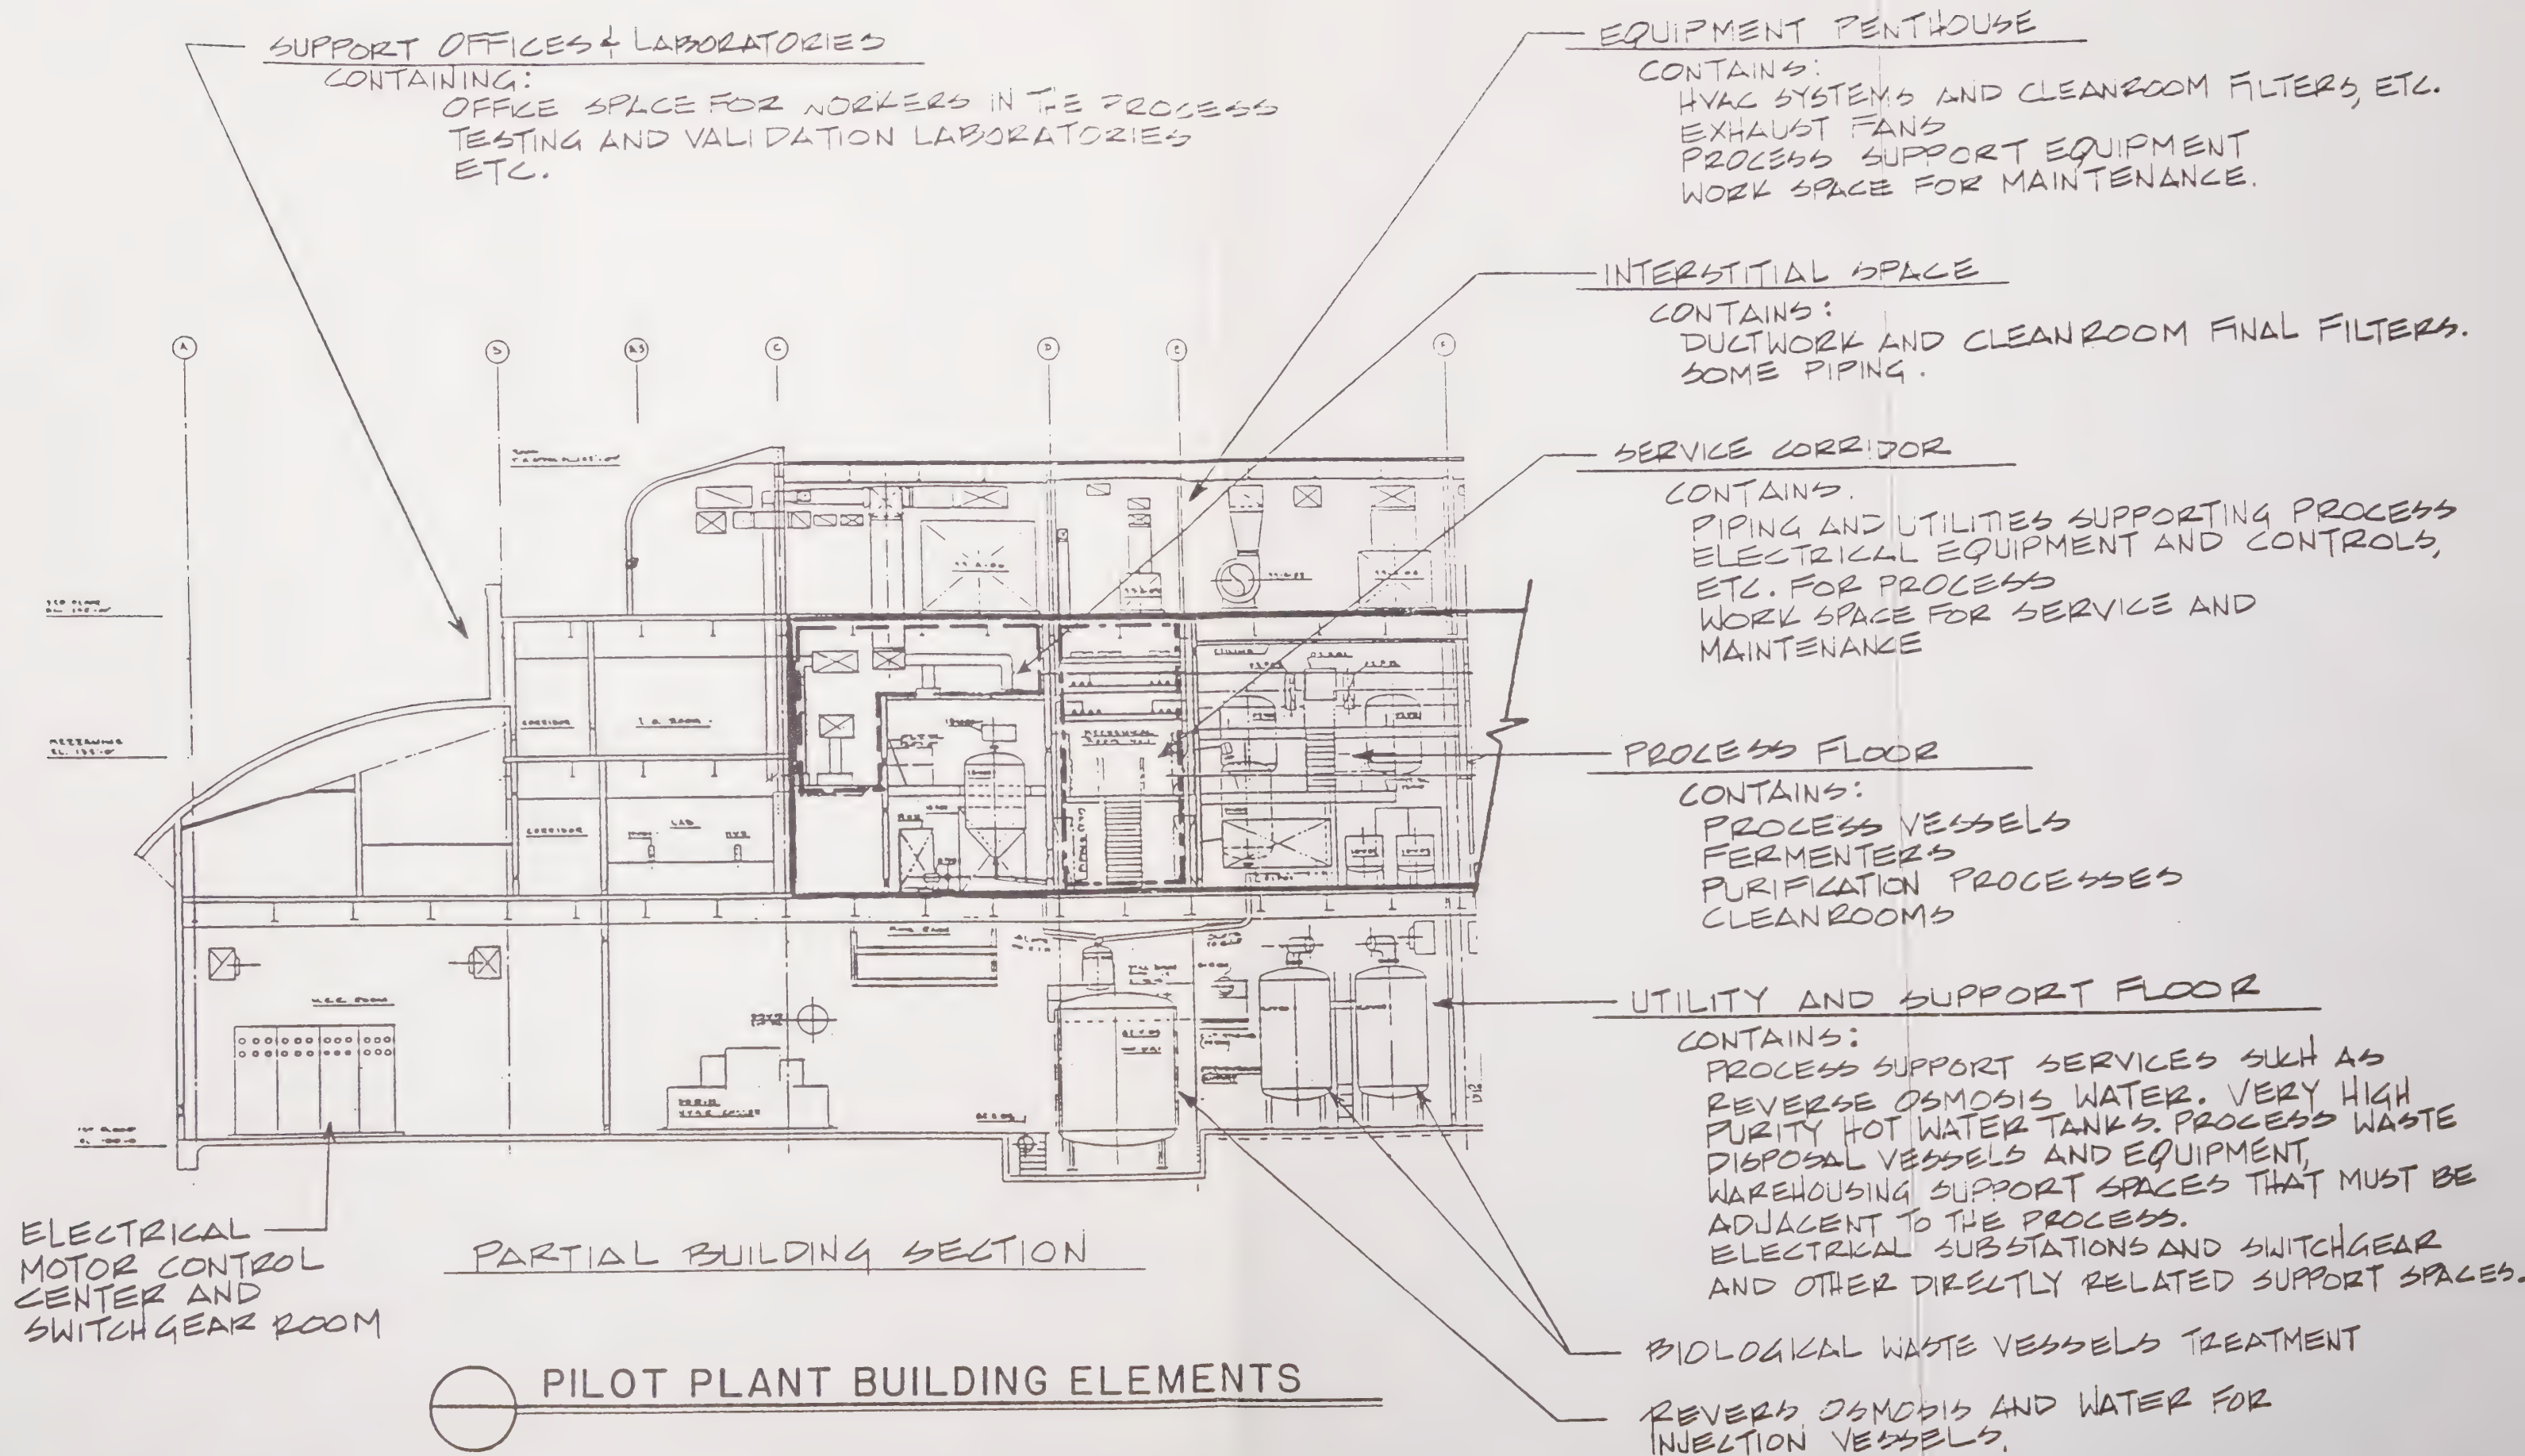 SUPPORT OFFICES & LABORATORIES
CONTAINING:
OFFICE SPACE FOR WORKERS IN THE PROCESS
TESTING AND VALIDATION LABORATORIES
ETC.
EQUIPMENT PENTHOUSE
CONTAINS:
HVAC SYSTEMS AND CLEANROOM FILTERS, ETC.
EXHAUST FANS
PROCESS SUPPORT EQUIPMENT
WORK SPACE FOR MAINTENANCE.
INTERSTITIAL SPACE
CONTAINS:
DUCTWORK AND CLEANROOM FINAL FILTERS.
SOME PIPING.
SERVICE CORRIDOR
CONTAINS.
PIPING AND UTILITIES SUPPORTING PROCESS
ELECTRICAL EQUIPMENT AND CONTROLS,
ETC. FOR PROCESS
WORK SPACE FOR SERVICE AND
MAINTENANCE
PROCESS FLOOR
CONTAINS:
PROCESS VESSELS
FERMENTERS
PURIFICATION PROCESSES
CLEANROOMS
UTILITY AND SUPPORT FLOOR
CONTAINS:
PROCESS SUPPORT SERVICES SUCH AS
REVERSE OSMOSIS WATER. VERY HIGH
PURITY HOT WATER TANKS. PROCESS WASTE
DISPOSAL VESSELS AND EQUIPMENT,
WAREHOUSING SUPPORT SPACES THAT MUST BE
ADJACENT TO THE PROCESS.
ELECTRICAL SUBSTATIONS AND SWITCHGEAR
AND OTHER DIRECTLY RELATED SUPPORT SPACES.
BIOLOGICAL WASTE VESSELS TREATMENT
REVERS OSMOSIS AND WATER FOR
INJECTION VESSELS.
A
C
D
E
F
CORRIDOR
CORRIDOR
LAB
MEZZANINE
M.C.C. ROOM
ELECTRICAL
MOTOR CONTROL
CENTER AND
SWITCHGEAR ROOM
PARTIAL BUILDING SECTION
PILOT PLANT BUILDING ELEMENTS